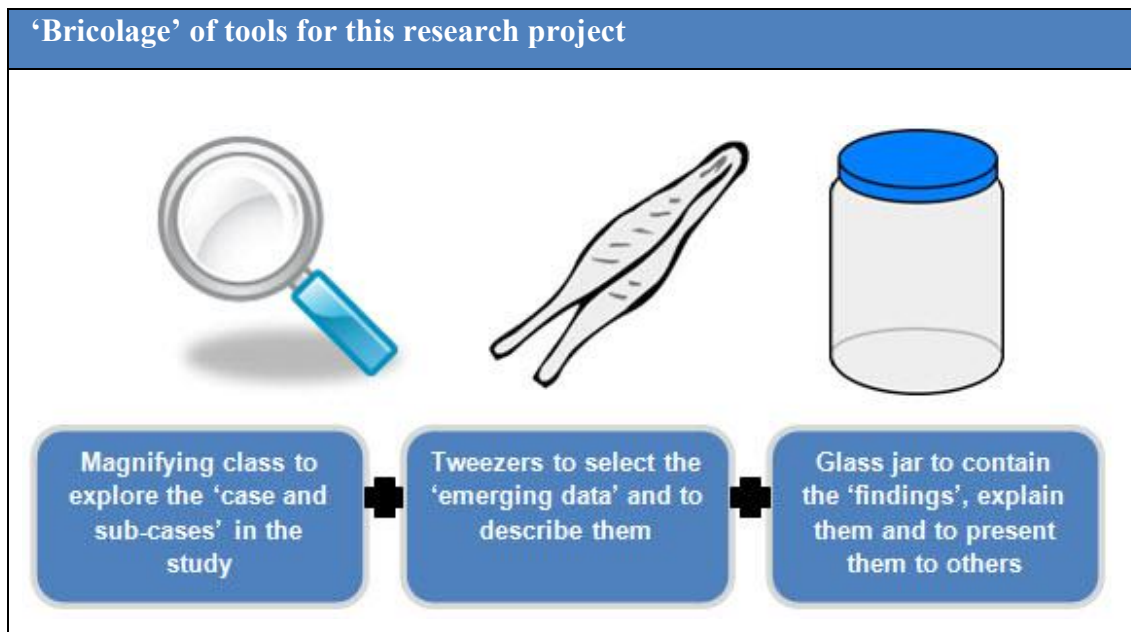 ‘Bricolage’ of tools for this research project
Magnifying class to
explore the ‘case and
sub-cases’ in the
study
Tweezers to select the
‘emerging data’ and to
describe them
Glass jar to contain
the ‘findings’, explain
them and to present
them to others